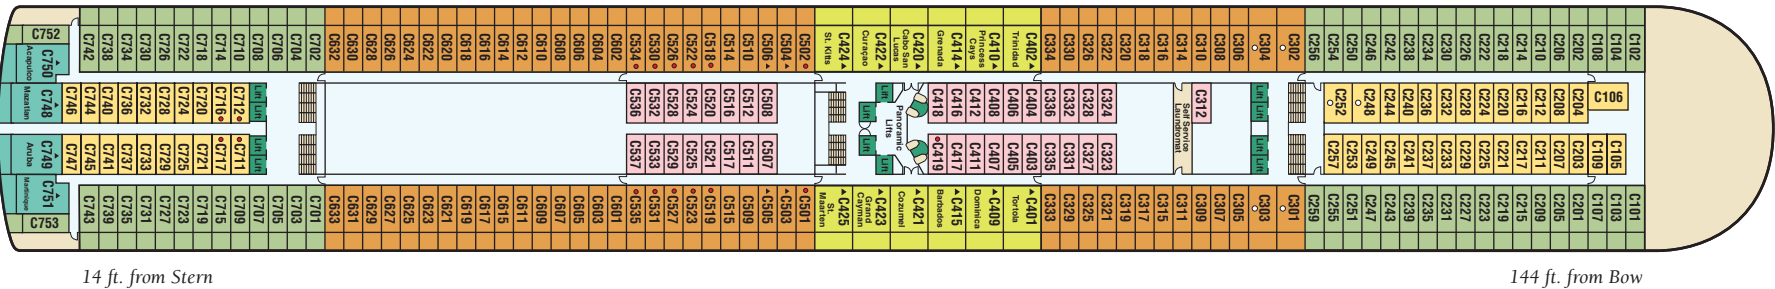 C752
C742 C738 C734 C730 C726 C722 C718 C714 C710 C708 C706 C704 C702
C632 C630 C628 C626 C624 C622 C620 C618 C616 C614 C612 C610 C608 C606 C604 C602
C534 C530 C526 C522 C518 C514 C510 C506 C504 C502
C424 St. Kitts
C422 Curaçao
C420 Cabo San Lucas
C414 Grenada
C410 Princess Cays
C402 Trinidad
C334 C330 C326 C322 C320 C318 C316 C314 C310 C308 C306 C304 C302
C256 C254 C250 C246 C242 C238 C236 C232 C230 C226 C222 C218 C214 C210 C206 C202
C108 C104 C102
C750 Acapulco
C748 Mazatlan
C746 C744 C740 C736 C732 C728 C724 C720 C716 C712
Lift Lift
C536 C532 C528 C524 C520 C516 C512 C508
Lift Lift
Panoramic Lifts
C418 C416 C412 C408 C406 C404 C336 C332 C328 C324
Self Service Laundromat
C312
Lift Lift
C252 C248 C244 C240 C234 C228 C224 C220 C216 C212 C208 C204
C106
C749 Aruba
C747 C745 C741 C737 C733 C729 C725 C721 C717 C711
Lift Lift
C537 C533 C529 C525 C521 C517 C511 C507
Lift Lift
C419 C417 C411 C407 C405 C403 C335 C331 C327 C323
Lift Lift
C257 C253 C249 C245 C241 C237 C233 C229 C225 C221 C217 C211 C207 C203
C109 C105
C751 Martinique
C753
C743 C739 C735 C731 C727 C723 C719 C715 C709 C707 C705 C703 C701
C633 C631 C629 C627 C625 C623 C621 C619 C617 C615 C611 C609 C607 C605 C603 C601
C535 C531 C527 C523 C519 C515 C509 C505 C503 C501
C425 St. Maarten
C423 Grand Cayman
C421 Cozumel
C415 Barbados
C409 Dominica
C401 Tortola
C333 C329 C325 C321 C319 C317 C315 C311 C309 C307 C305 C303 C301
C259 C255 C251 C247 C243 C239 C235 C231 C227 C223 C219 C215 C209 C205 C201
C107 C103 C101
14 ft. from Stern
144 ft. from Bow